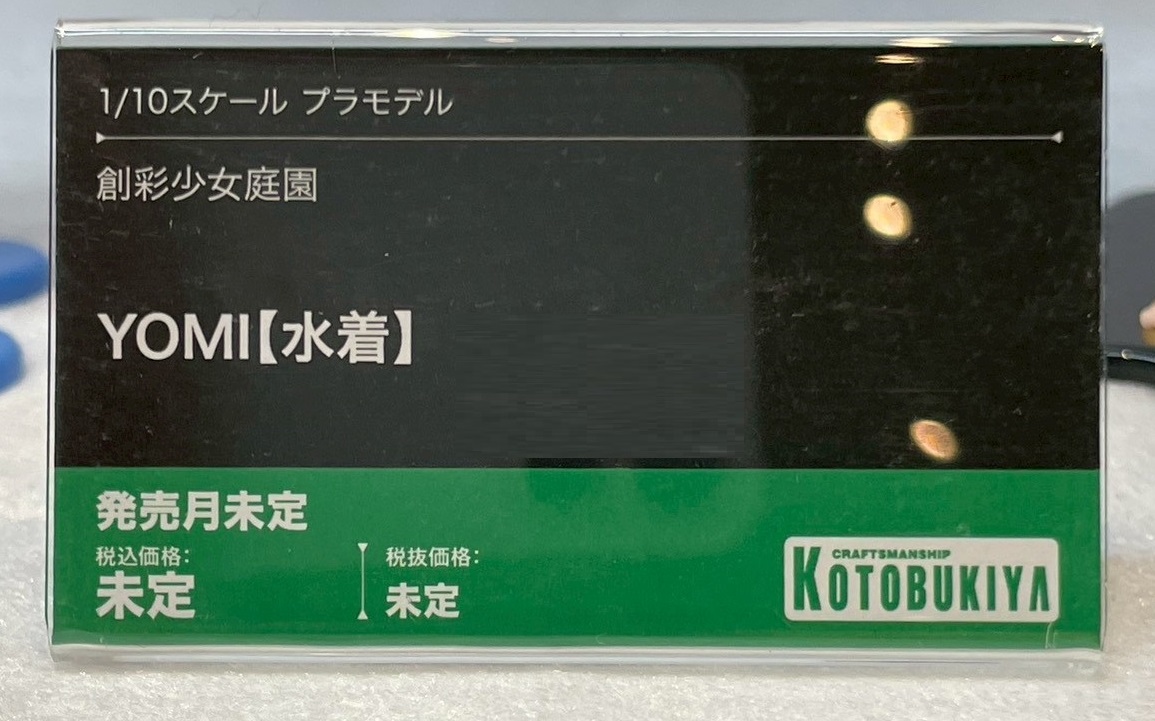 1/10スケール プラモデル
創彩少女庭園
YOMI【水着】
発売月未定
税込価格:
未定
税抜価格:
未定
CRAFTSMANSHIP
KOTOBUKIYA